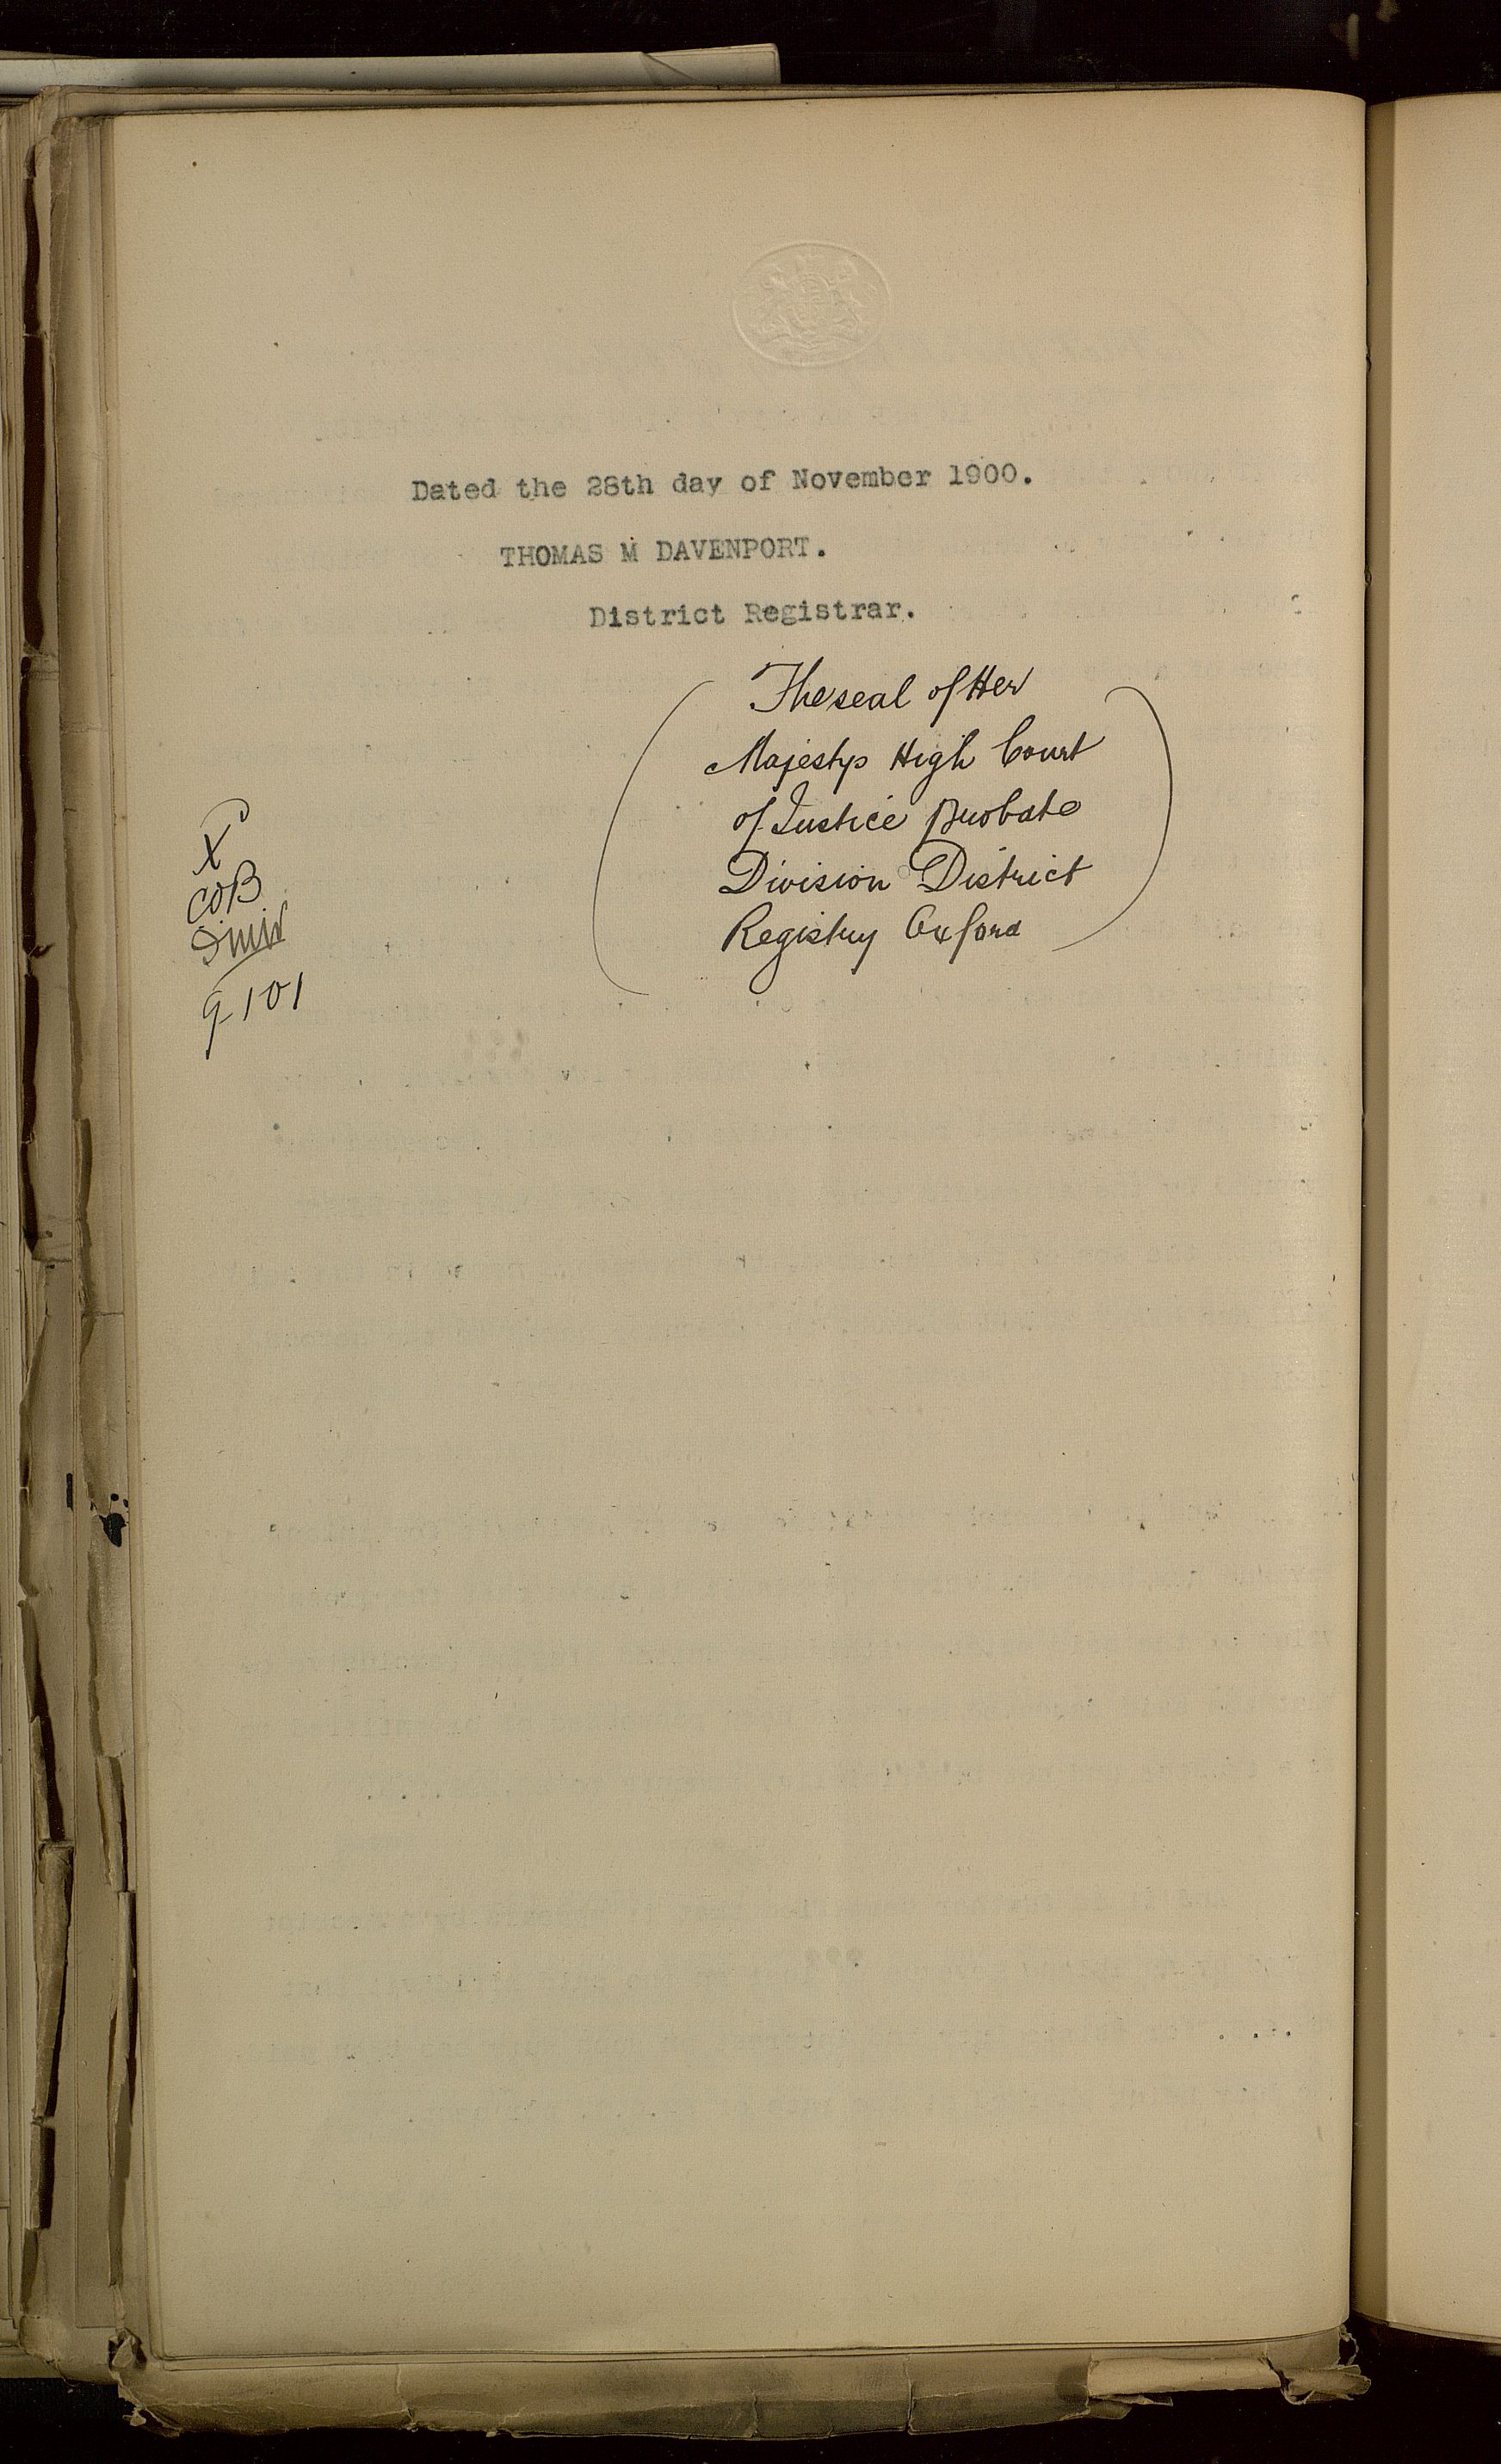 Dated the 28th day of November 1900.
THOMAS M DAVENPORT.
District Registrar.
The seal of Her
Majestys High Court
of Justice Probate
Division District
Registry Oxford
X
COB
9 101